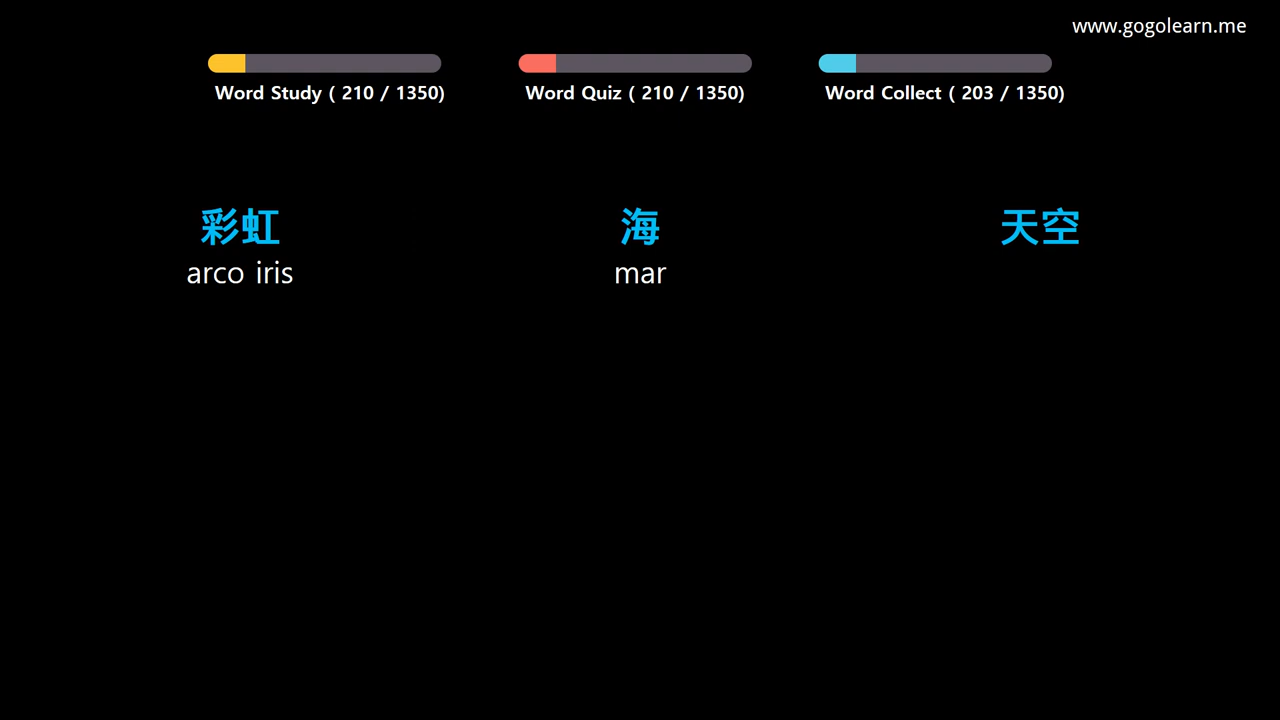 www.gogolearn.me
Word Study ( 210 / 1350)
Word Quiz ( 210 / 1350)
Word Collect ( 203 / 1350)
彩虹
arco iris
海
mar
天空